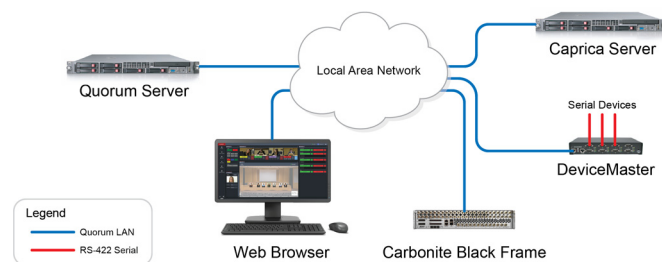 Local Area Network
Caprica Server
Quorum Server
Serial Devices
DeviceMaster
Legend
Quorum LAN
RS-422 Serial
Web Browser
Carbonite Black Frame